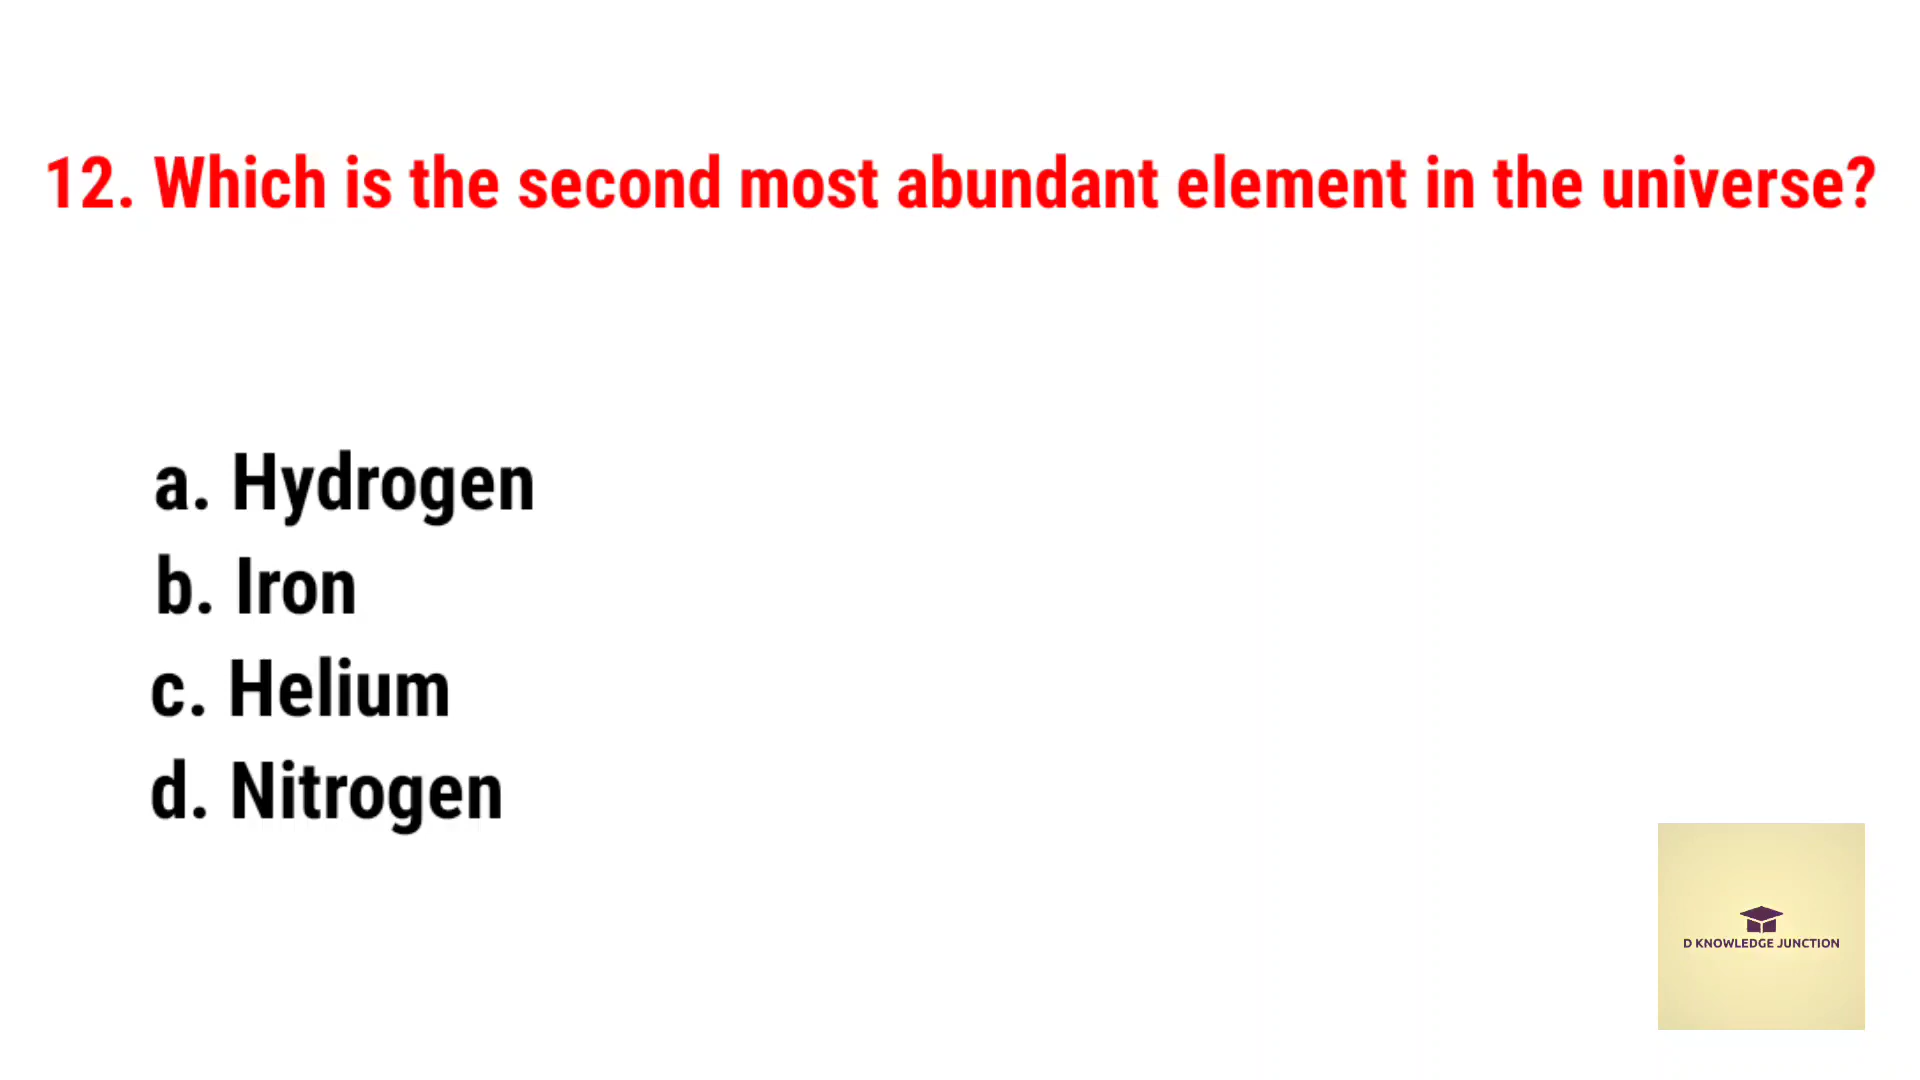 12. Which is the second most abundant element in the universe?
a. Hydrogen
b. Iron
c. Helium
d. Nitrogen
D KNOWLEDGE JUNCTION